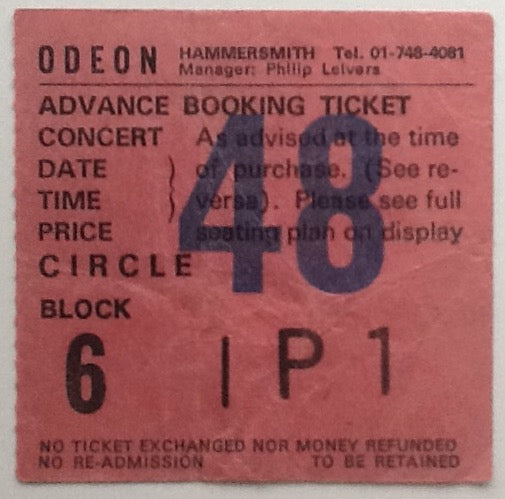 ODEON HAMMERSMITH Tel. 01-748-4081
Manager: Philip Leivers
ADVANCE BOOKING TICKET
CONCERT As advised at the time
DATE ) of purchase. (See re-
TIME ) verse). Please see full
PRICE seating plan on display
CIRCLE
48
BLOCK
6 | P 1
NO TICKET EXCHANGED NOR MONEY REFUNDED
NO RE-ADMISSION TO BE RETAINED